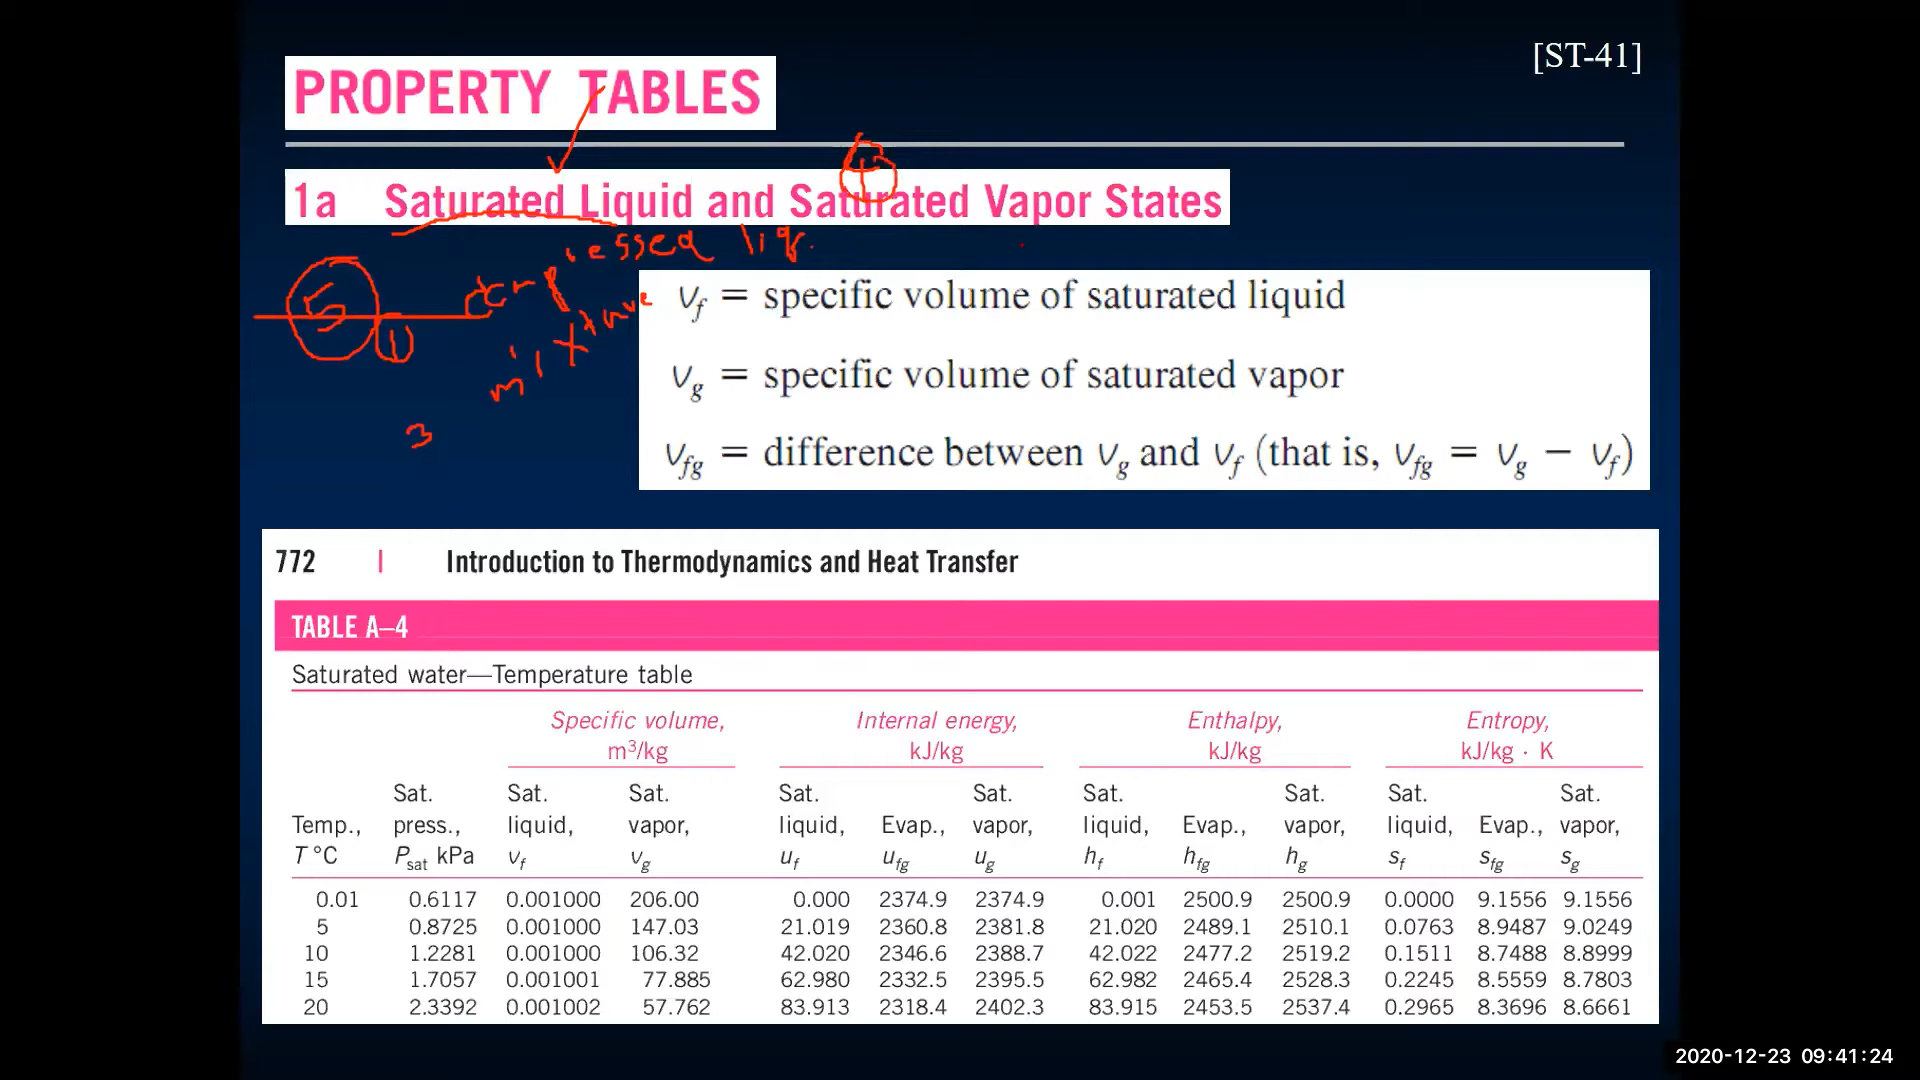 [ST-41]
PROPERTY TABLES
1a Saturated Liquid and Saturated Vapor States
compressed liq.
5
1
mixture
3
vf = specific volume of saturated liquid
vg = specific volume of saturated vapor
vfg = difference between vg and vf (that is, vfg = vg − vf)
772 | Introduction to Thermodynamics and Heat Transfer
TABLE A–4
Saturated water—Temperature table
Specific volume, Internal energy, Enthalpy, Entropy,
m³/kg kJ/kg kJ/kg kJ/kg · K
Sat. Sat. Sat. Sat. Sat. Sat. Sat. Sat. Sat.
Temp., press., liquid, vapor, liquid, Evap., vapor, liquid, Evap., vapor, liquid, Evap., vapor,
T °C Psat kPa vf vg uf ufg ug hf hfg hg sf sfg sg
0.01 0.6117 0.001000 206.00 0.000 2374.9 2374.9 0.001 2500.9 2500.9 0.0000 9.1556 9.1556
5 0.8725 0.001000 147.03 21.019 2360.8 2381.8 21.020 2489.1 2510.1 0.0763 8.9487 9.0249
10 1.2281 0.001000 106.32 42.020 2346.6 2388.7 42.022 2477.2 2519.2 0.1511 8.7488 8.8999
15 1.7057 0.001001 77.885 62.980 2332.5 2395.5 62.982 2465.4 2528.3 0.2245 8.5559 8.7803
20 2.3392 0.001002 57.762 83.913 2318.4 2402.3 83.915 2453.5 2537.4 0.2965 8.3696 8.6661
2020-12-23 09:41:24